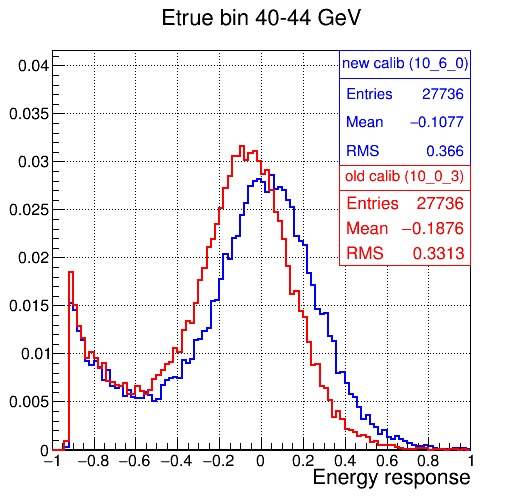 Etrue bin 40-44 GeV
new calib (10_6_0)
Entries 27736
Mean −0.1077
RMS 0.366
old calib (10_0_3)
Entries 27736
Mean −0.1876
RMS 0.3313
0.04
0.035
0.03
0.025
0.02
0.015
0.01
0.005
0
−1 −0.8 −0.6 −0.4 −0.2 0 0.2 0.4 0.6 0.8 1
Energy response